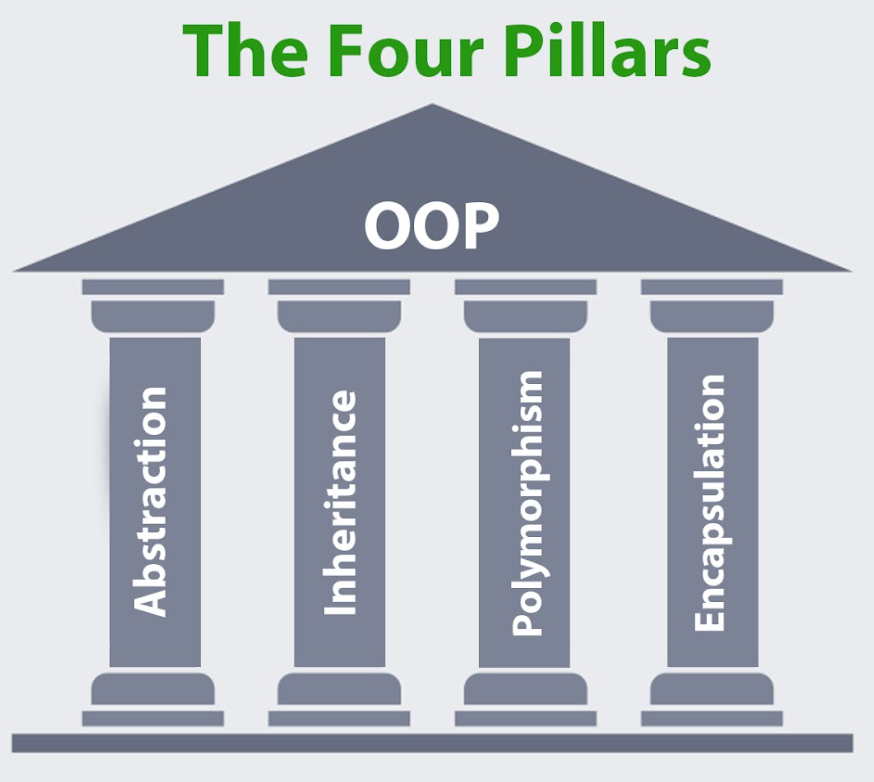 The Four Pillars
OOP
Abstraction
Inheritance
Polymorphism
Encapsulation